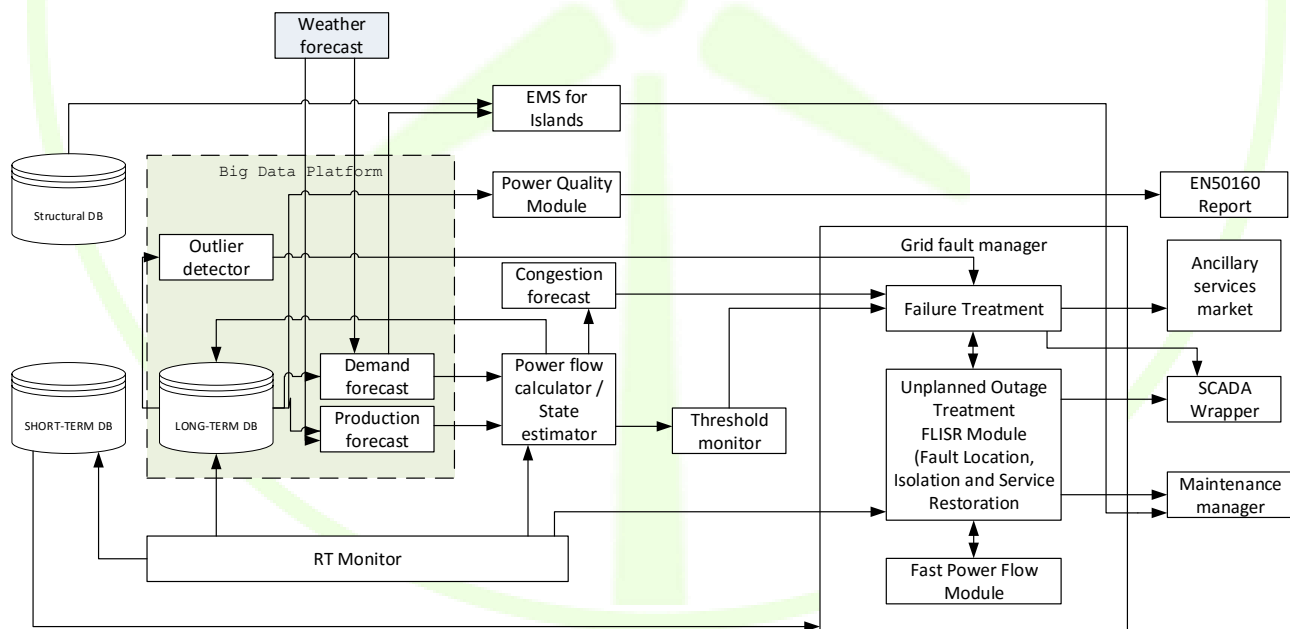 Weather
forecast
EMS for
Islands
Big Data Platform
Structural DB
Power Quality
Module
EN50160
Report
Outlier
detector
Grid fault manager
Congestion
forecast
Failure Treatment
Ancillary
services
market
Demand
forecast
Power flow
calculator /
State
estimator
Unplanned Outage
Treatment
FLISR Module
(Fault Location,
Isolation and Service
Restoration
SCADA
Wrapper
SHORT-TERM DB
LONG-TERM DB
Production
forecast
Threshold
monitor
Maintenance
manager
RT Monitor
Fast Power Flow
Module